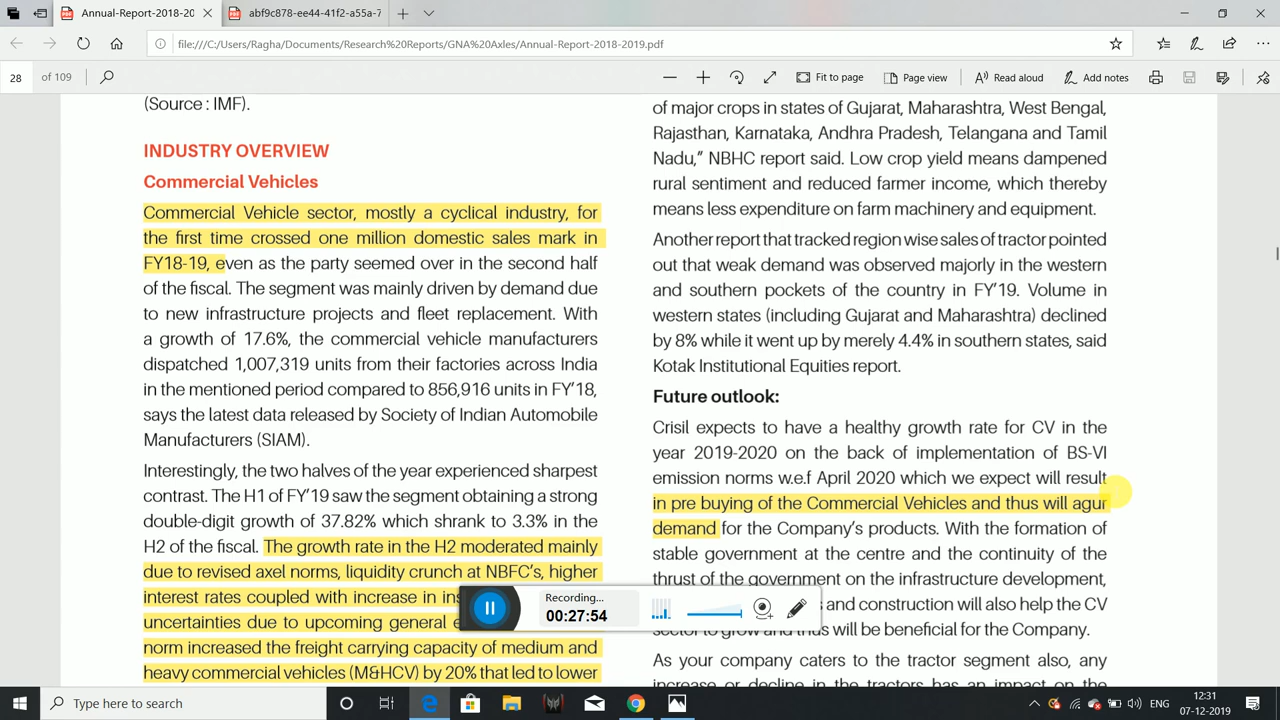 Annual-Report-2018-20
abf9c878-ee44-41f2-a55a-7
file:///C:/Users/Ragha/Documents/Research%20Reports/GNA%20Axles/Annual-Report-2018-2019.pdf
28 of 109
Fit to page
Page view
Read aloud
Add notes
(Source : IMF).
INDUSTRY OVERVIEW
Commercial Vehicles
Commercial Vehicle sector, mostly a cyclical industry, for
the first time crossed one million domestic sales mark in
FY18-19, even as the party seemed over in the second half
of the fiscal. The segment was mainly driven by demand due
to new infrastructure projects and fleet replacement. With
a growth of 17.6%, the commercial vehicle manufacturers
dispatched 1,007,319 units from their factories across India
in the mentioned period compared to 856,916 units in FY'18,
says the latest data released by Society of Indian Automobile
Manufacturers (SIAM).
Interestingly, the two halves of the year experienced sharpest
contrast. The H1 of FY'19 saw the segment obtaining a strong
double-digit growth of 37.82% which shrank to 3.3% in the
H2 of the fiscal. The growth rate in the H2 moderated mainly
due to revised axel norms, liquidity crunch at NBFC's, higher
interest rates coupled with increase in
uncertainties due to upcoming general
norm increased the freight carrying capacity of medium and
heavy commercial vehicles (M&HCV) by 20% that led to lower
of major crops in states of Gujarat, Maharashtra, West Bengal,
Rajasthan, Karnataka, Andhra Pradesh, Telangana and Tamil
Nadu," NBHC report said. Low crop yield means dampened
rural sentiment and reduced farmer income, which thereby
means less expenditure on farm machinery and equipment.
Another report that tracked region wise sales of tractor pointed
out that weak demand was observed majorly in the western
and southern pockets of the country in FY'19. Volume in
western states (including Gujarat and Maharashtra) declined
by 8% while it went up by merely 4.4% in southern states, said
Kotak Institutional Equities report.
Future outlook:
Crisil expects to have a healthy growth rate for CV in the
year 2019-2020 on the back of implementation of BS-VI
emission norms w.e.f April 2020 which we expect will result
in pre buying of the Commercial Vehicles and thus will agur
demand for the Company's products. With the formation of
stable government at the centre and the continuity of the
thrust of the government on the infrastructure development,
and construction will also help the CV
sector to grow and thus will be beneficial for the Company.
As your company caters to the tractor segment also, any
increase or decline in the tractors has an impact on the
Recording...
00:27:54
Type here to search
ENG
12:31
07-12-2019